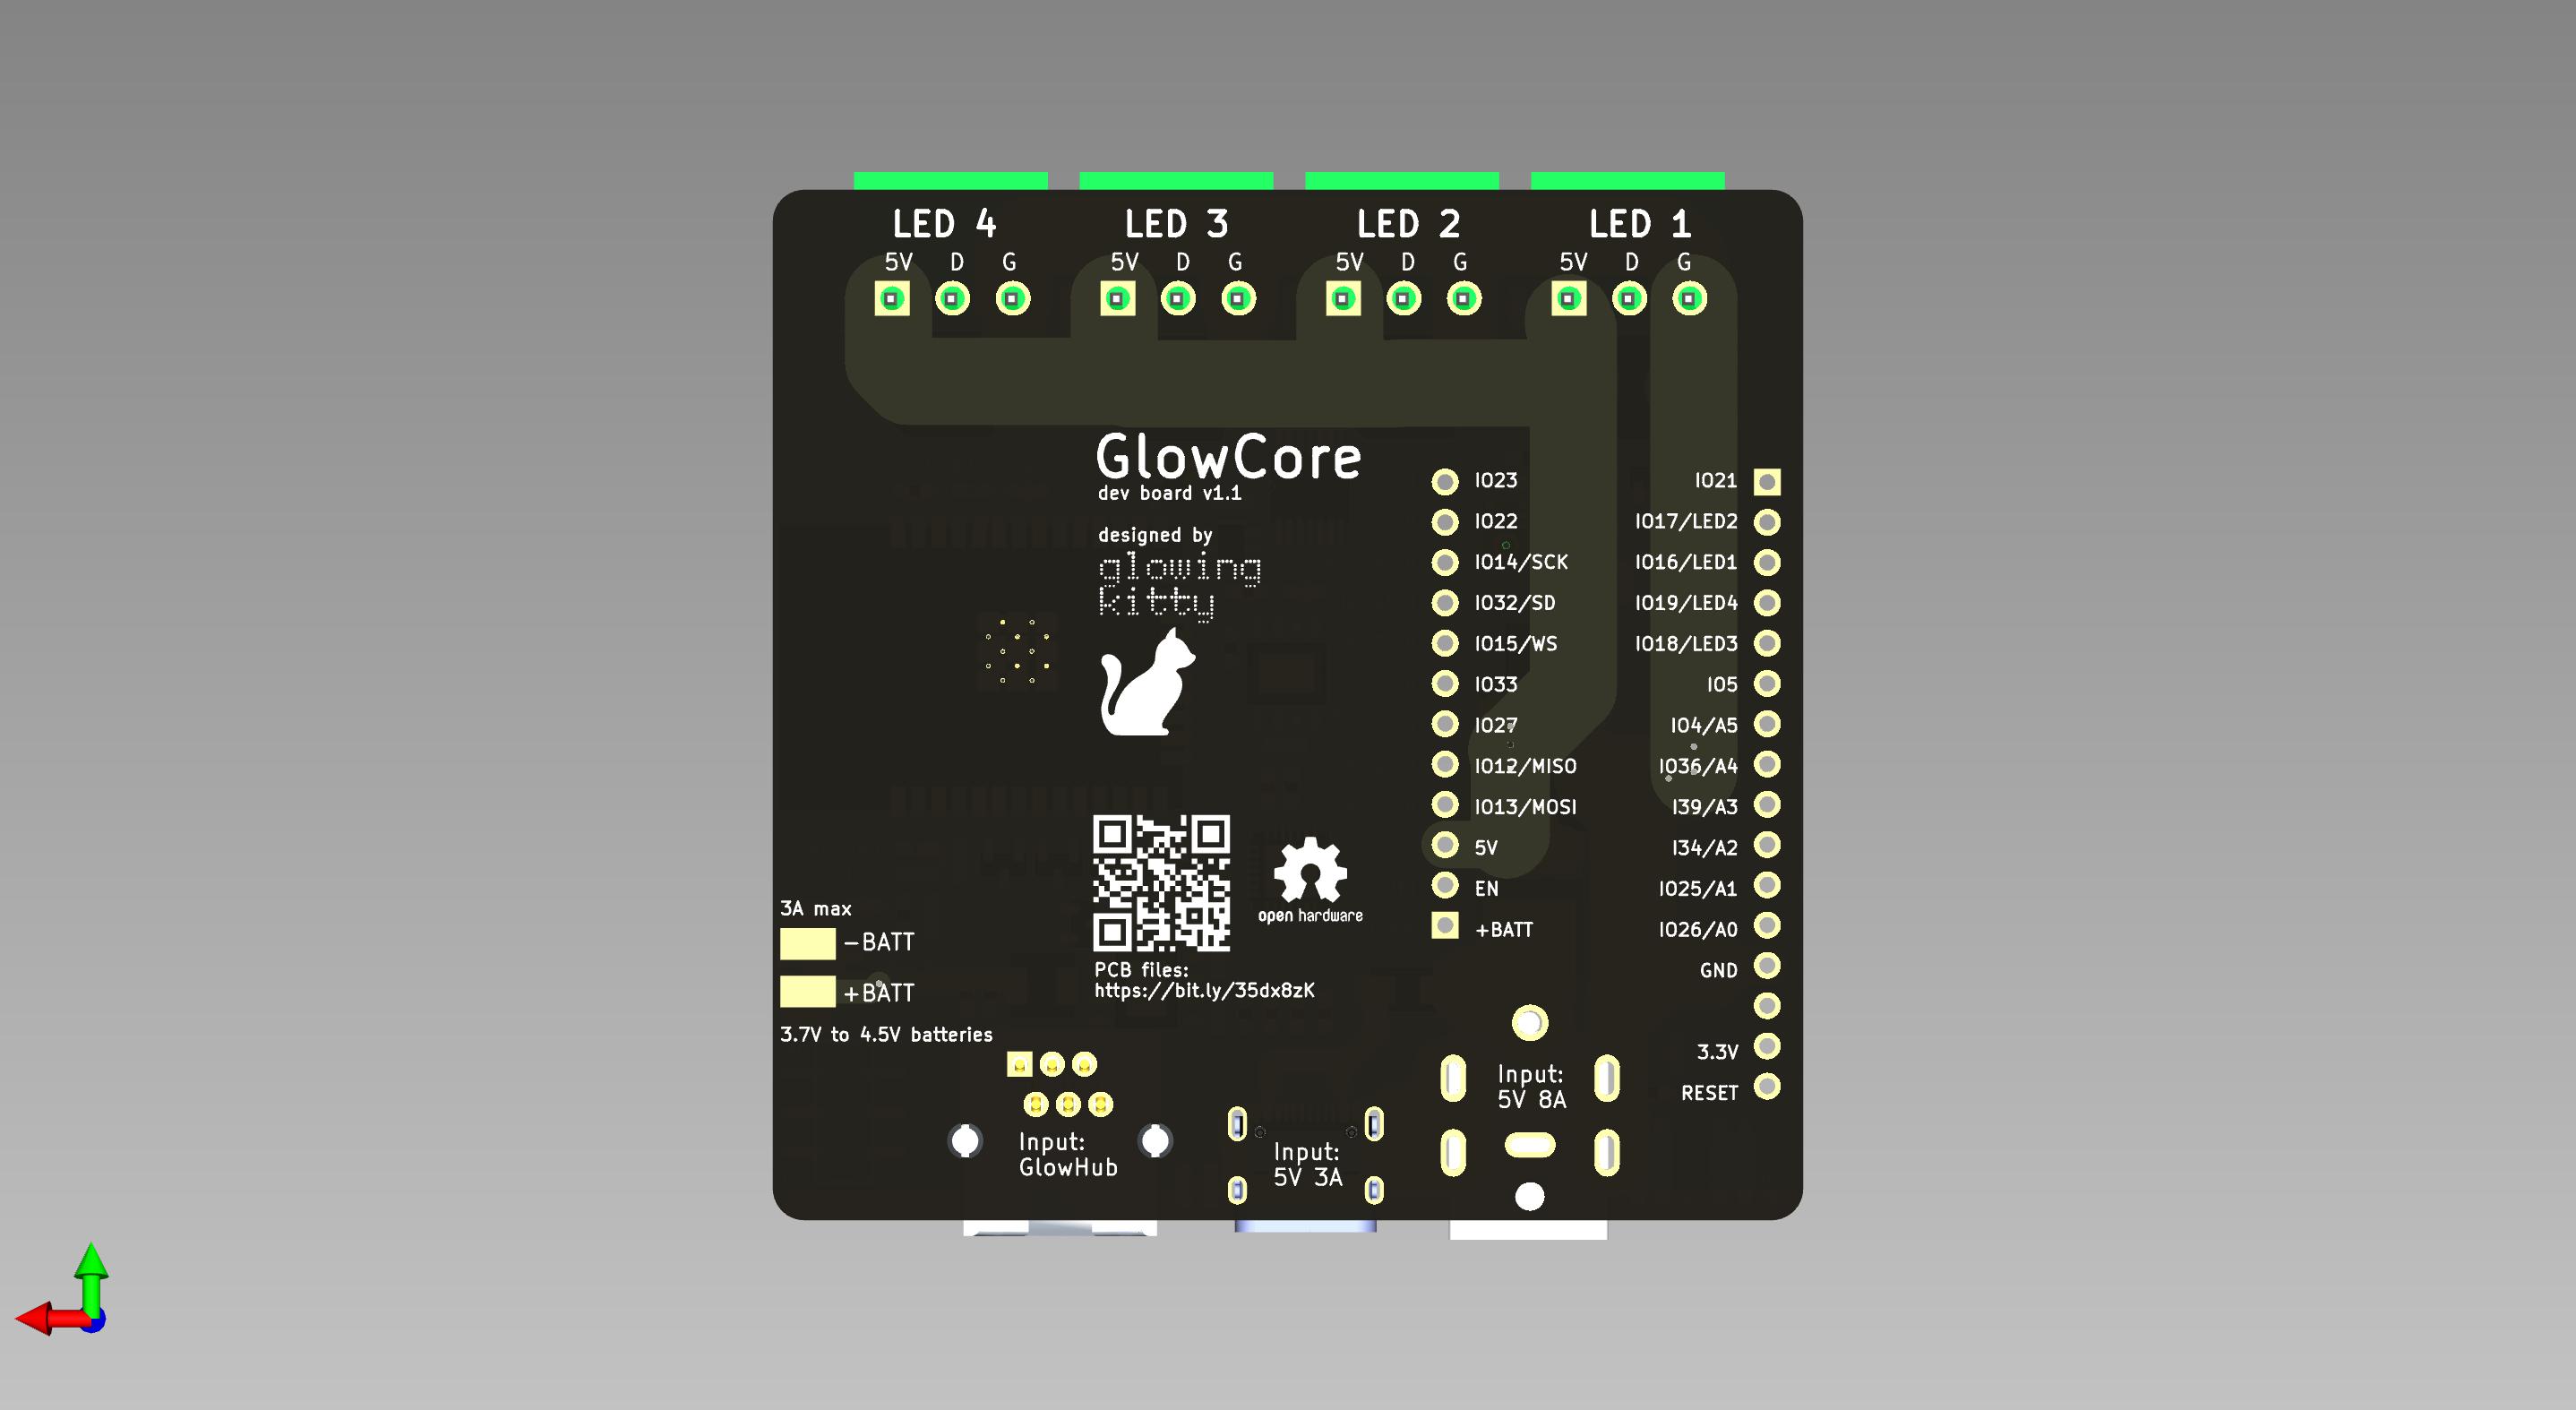 LED 4 LED 3 LED 2 LED 1
5V D G 5V D G 5V D G 5V D G
GlowCore
dev board v1.1
designed by
glowing
kitty
IO23 IO21
IO22 IO17/LED2
IO14/SCK IO16/LED1
IO32/SD IO19/LED4
IO15/WS IO18/LED3
IO33 IO5
IO27 IO4/A5
IO12/MISO IO36/A4
IO13/MOSI I39/A3
5V I34/A2
EN IO25/A1
+BATT IO26/A0
GND
3.3V
RESET
open hardware
PCB files:
https://bit.ly/35dx8zK
3A max
-BATT
+BATT
3.7V to 4.5V batteries
Input:
GlowHub
Input:
5V 3A
Input:
5V 8A